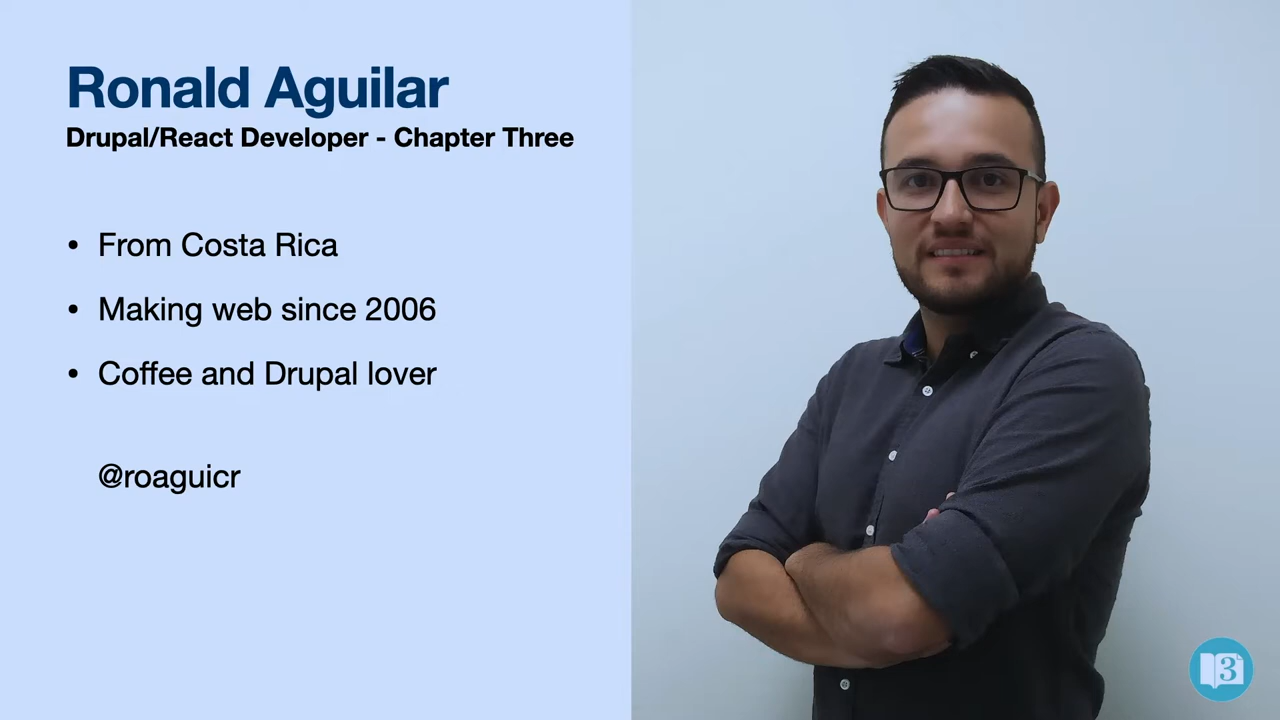 Ronald Aguilar
Drupal/React Developer - Chapter Three
• From Costa Rica
• Making web since 2006
• Coffee and Drupal lover
@roaguicr
3